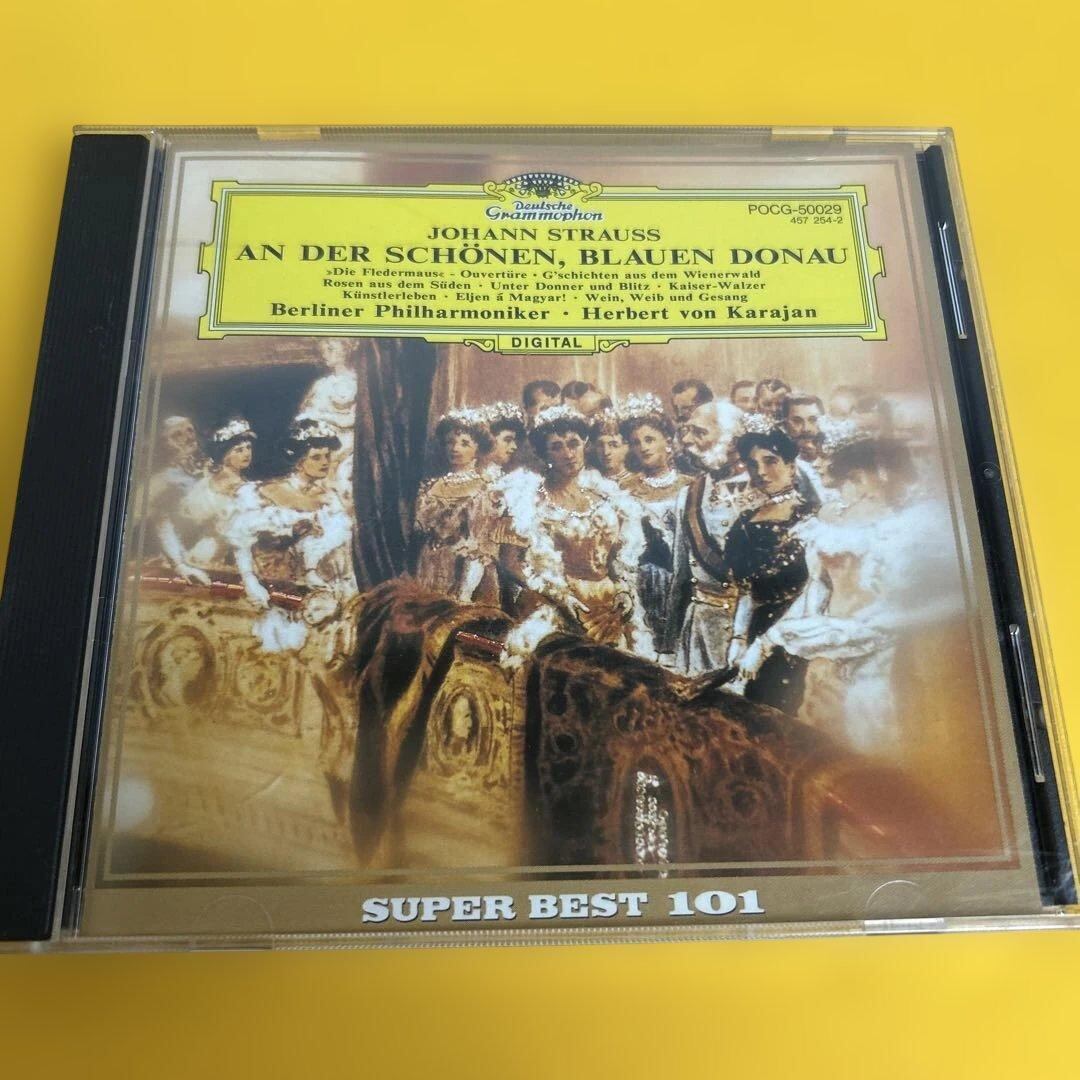 Deutsche
Grammophon
POCG-50029
457 254-2
JOHANN STRAUSS
AN DER SCHÖNEN, BLAUEN DONAU
»Die Fledermaus« - Ouvertüre · G'schichten aus dem Wienerwald
Rosen aus dem Süden · Unter Donner und Blitz · Kaiser-Walzer
Künstlerleben · Eljen á Magyar! · Wein, Weib und Gesang
Berliner Philharmoniker · Herbert von Karajan
DIGITAL
SUPER BEST 101